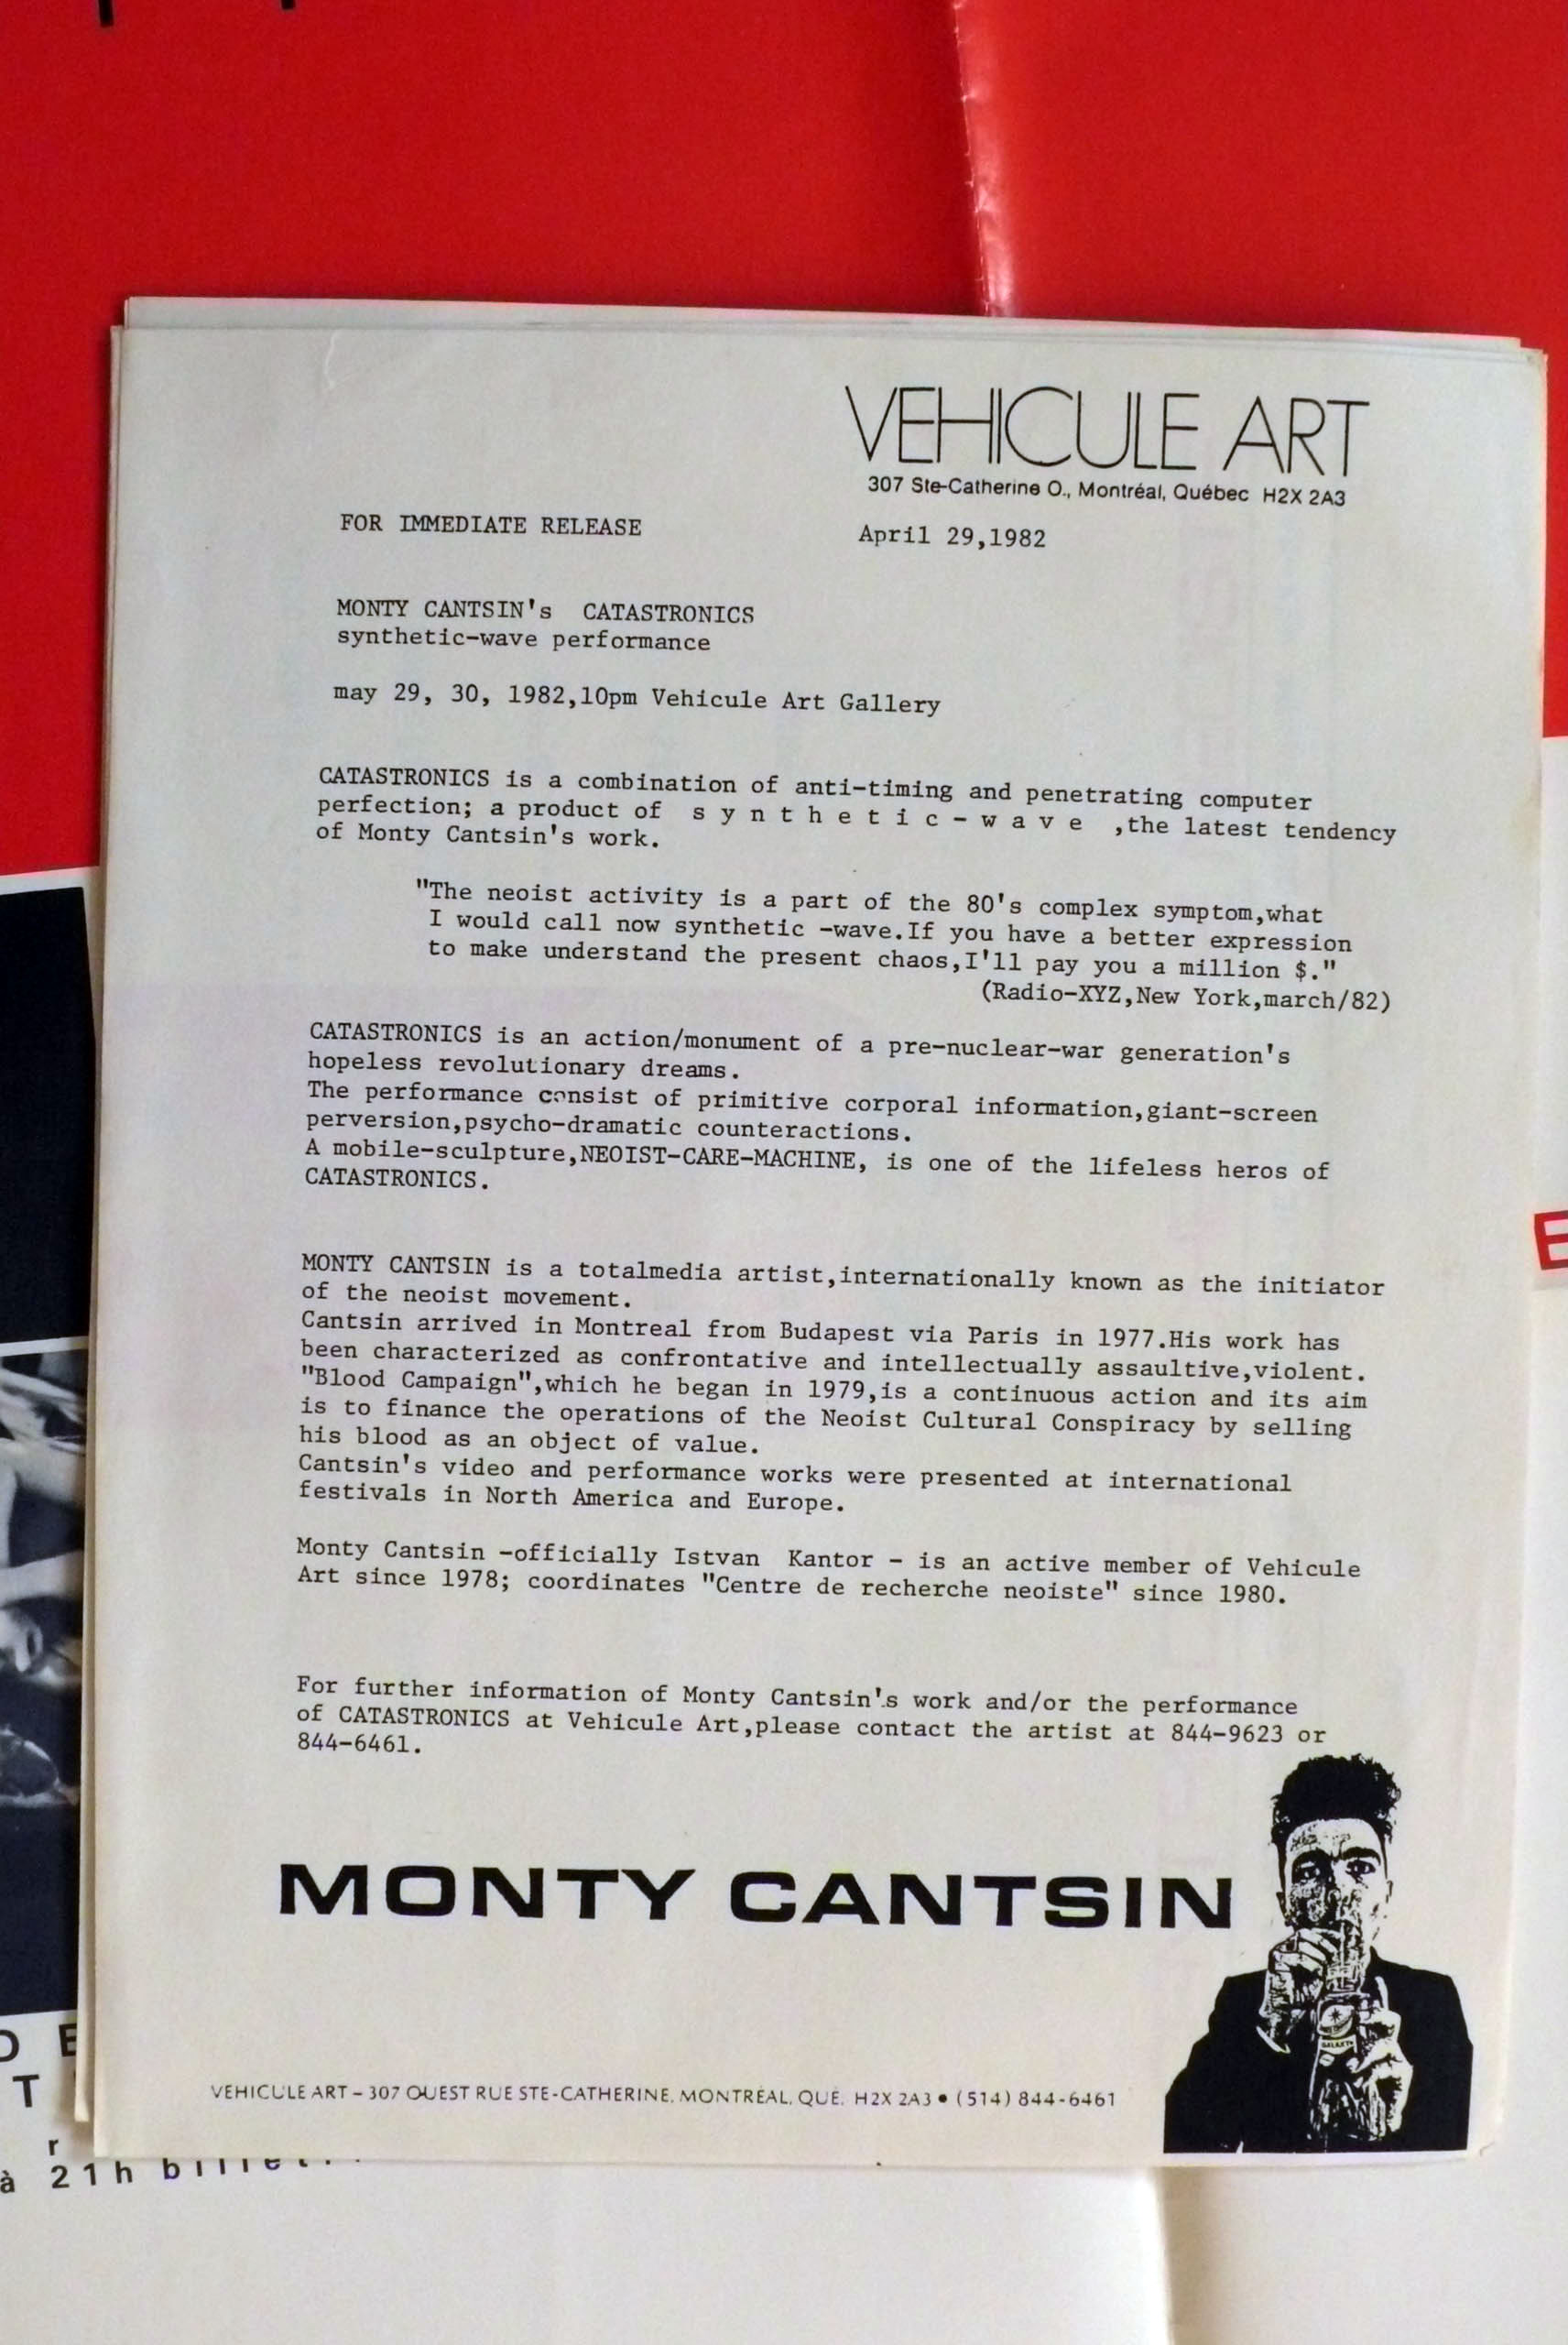 VEHICULE ART
307 Ste-Catherine O., Montréal, Québec H2X 2A3
FOR IMMEDIATE RELEASE
April 29,1982
MONTY CANTSIN's CATASTRONICS
synthetic-wave performance
may 29, 30, 1982,10pm Vehicule Art Gallery
CATASTRONICS is a combination of anti-timing and penetrating computer
perfection; a product of s y n t h e t i c - w a v e ,the latest tendency
of Monty Cantsin's work.
"The neoist activity is a part of the 80's complex symptom,what
I would call now synthetic -wave.If you have a better expression
to make understand the present chaos,I'll pay you a million $."
(Radio-XYZ,New York,march/82)
CATASTRONICS is an action/monument of a pre-nuclear-war generation's
hopeless revolutionary dreams.
The performance consist of primitive corporal information,giant-screen
perversion,psycho-dramatic counteractions.
A mobile-sculpture,NEOIST-CARE-MACHINE, is one of the lifeless heros of
CATASTRONICS.
MONTY CANTSIN is a totalmedia artist,internationally known as the initiator
of the neoist movement.
Cantsin arrived in Montreal from Budapest via Paris in 1977.His work has
been characterized as confrontative and intellectually assaultive,violent.
"Blood Campaign",which he began in 1979,is a continuous action and its aim
is to finance the operations of the Neoist Cultural Conspiracy by selling
his blood as an object of value.
Cantsin's video and performance works were presented at international
festivals in North America and Europe.
Monty Cantsin -officially Istvan Kantor - is an active member of Vehicule
Art since 1978; coordinates "Centre de recherche neoiste" since 1980.
For further information of Monty Cantsin's work and/or the performance
of CATASTRONICS at Vehicule Art,please contact the artist at 844-9623 or
844-6461.
MONTY CANTSIN
VEHICULE ART – 307 OUEST RUE STE-CATHERINE, MONTRÉAL, QUÉ. H2X 2A3 • (514) 844-6461
D E
T
r
à 21h billet
E